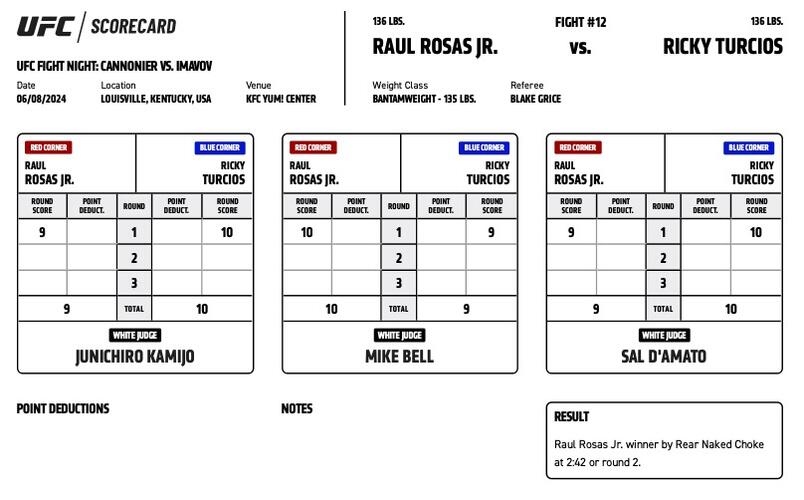 UFC / SCORECARD
UFC FIGHT NIGHT: CANNONIER VS. IMAVOV
Date Location Venue
06/08/2024 LOUISVILLE, KENTUCKY, USA KFC YUM! CENTER
136 LBS. FIGHT #12 136 LBS.
RAUL ROSAS JR. vs. RICKY TURCIOS
Weight Class Referee
BANTAMWEIGHT - 135 LBS. BLAKE GRICE
RED CORNER BLUE CORNER
RAUL RICKY
ROSAS JR. TURCIOS
ROUND SCORE POINT DEDUCT. ROUND POINT DEDUCT. ROUND SCORE
9 1 10
2
3
9 TOTAL 10
WHITE JUDGE
JUNICHIRO KAMIJO
RED CORNER BLUE CORNER
RAUL RICKY
ROSAS JR. TURCIOS
ROUND SCORE POINT DEDUCT. ROUND POINT DEDUCT. ROUND SCORE
10 1 9
2
3
10 TOTAL 9
WHITE JUDGE
MIKE BELL
RED CORNER BLUE CORNER
RAUL RICKY
ROSAS JR. TURCIOS
ROUND SCORE POINT DEDUCT. ROUND POINT DEDUCT. ROUND SCORE
9 1 10
2
3
9 TOTAL 10
WHITE JUDGE
SAL D'AMATO
POINT DEDUCTIONS
NOTES
RESULT
Raul Rosas Jr. winner by Rear Naked Choke
at 2:42 or round 2.